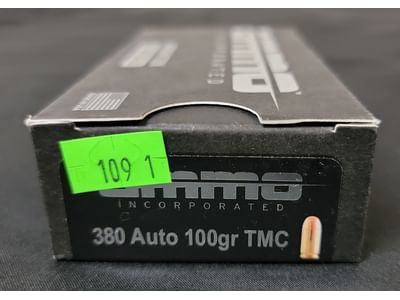 109 1
ammo
INCORPORATED
380 Auto 100gr TMC